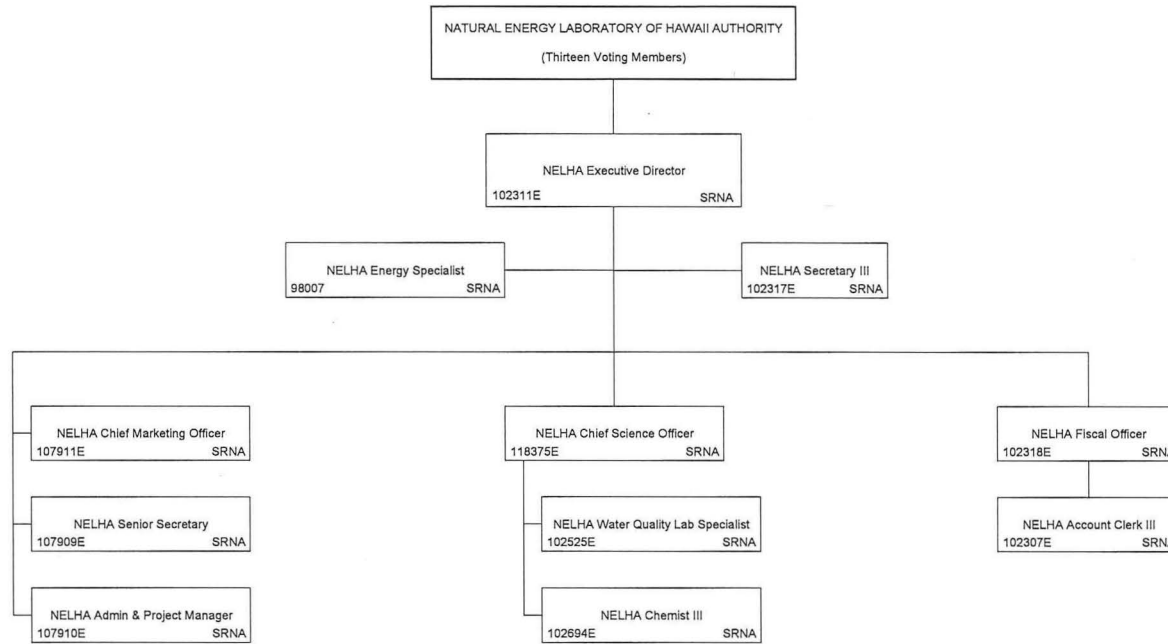 NATURAL ENERGY LABORATORY OF HAWAII AUTHORITY
(Thirteen Voting Members)
NELHA Executive Director
102311E SRNA
NELHA Energy Specialist
98007 SRNA
NELHA Secretary III
102317E SRNA
NELHA Chief Marketing Officer
107911E SRNA
NELHA Chief Science Officer
118375E SRNA
NELHA Fiscal Officer
102318E SRNA
NELHA Senior Secretary
107909E SRNA
NELHA Water Quality Lab Specialist
102525E SRNA
NELHA Account Clerk III
102307E SRNA
NELHA Admin & Project Manager
107910E SRNA
NELHA Chemist III
102694E SRNA